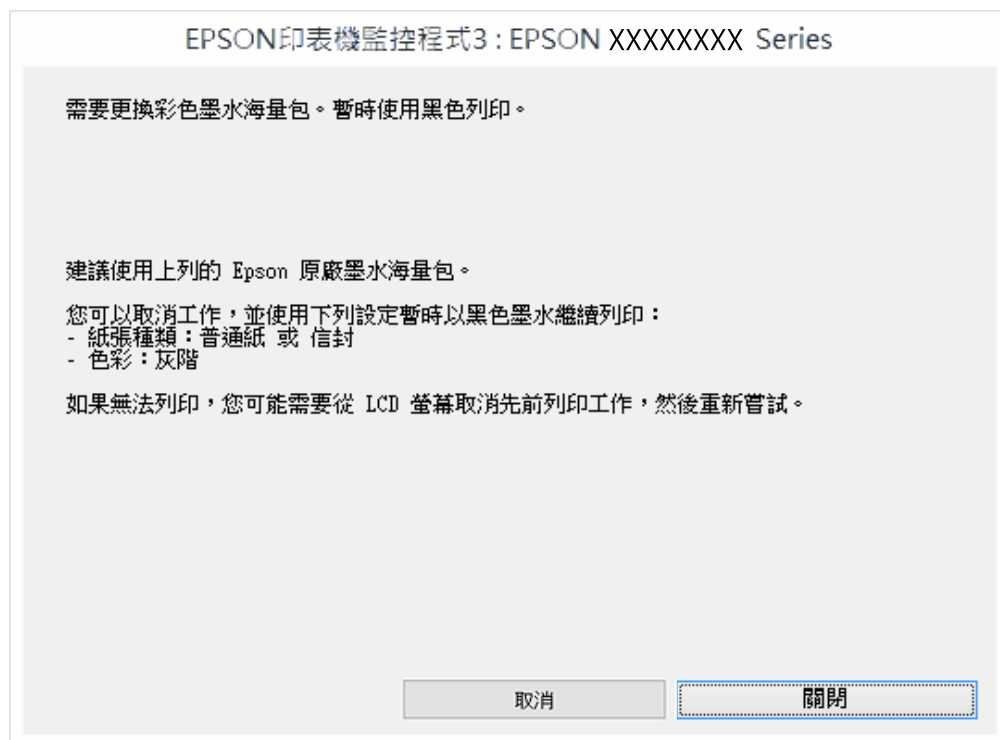 EPSON印表機監控程式3 : EPSON XXXXXXXX Series
需要更換彩色墨水海量包。暫時使用黑色列印。
建議使用上列的 Epson 原廠墨水海量包。
您可以取消工作，並使用下列設定暫時以黑色墨水繼續列印：
- 紙張種類：普通紙 或 信封
- 色彩：灰階
如果無法列印，您可能需要從 LCD 螢幕取消先前列印工作，然後重新嘗試。
取消
關閉